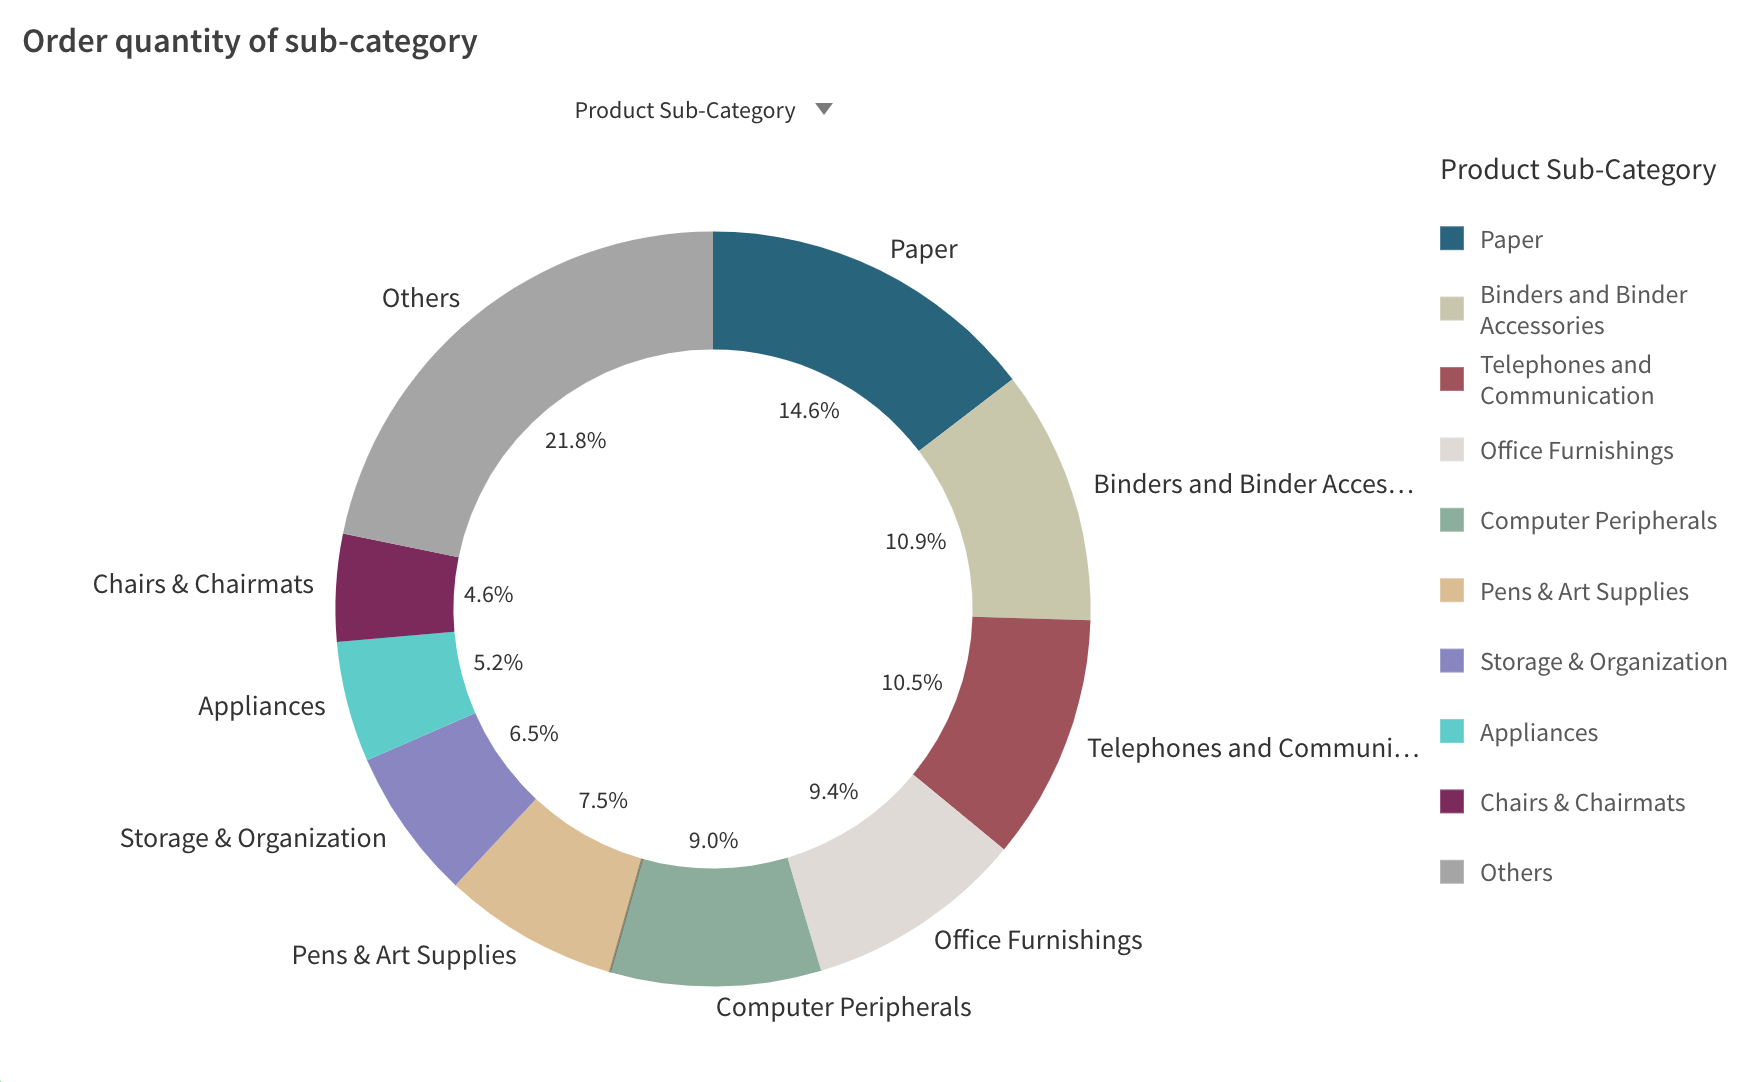 Order quantity of sub-category
Product Sub-Category
Product Sub-Category
Paper
Binders and Binder
Accessories
Telephones and
Communication
Office Furnishings
Computer Peripherals
Pens & Art Supplies
Storage & Organization
Appliances
Chairs & Chairmats
Others
Paper
14.6%
Binders and Binder Acces…
10.9%
Telephones and Communi…
10.5%
Office Furnishings
9.4%
Computer Peripherals
9.0%
Pens & Art Supplies
7.5%
Storage & Organization
6.5%
Appliances
5.2%
Chairs & Chairmats
4.6%
Others
21.8%